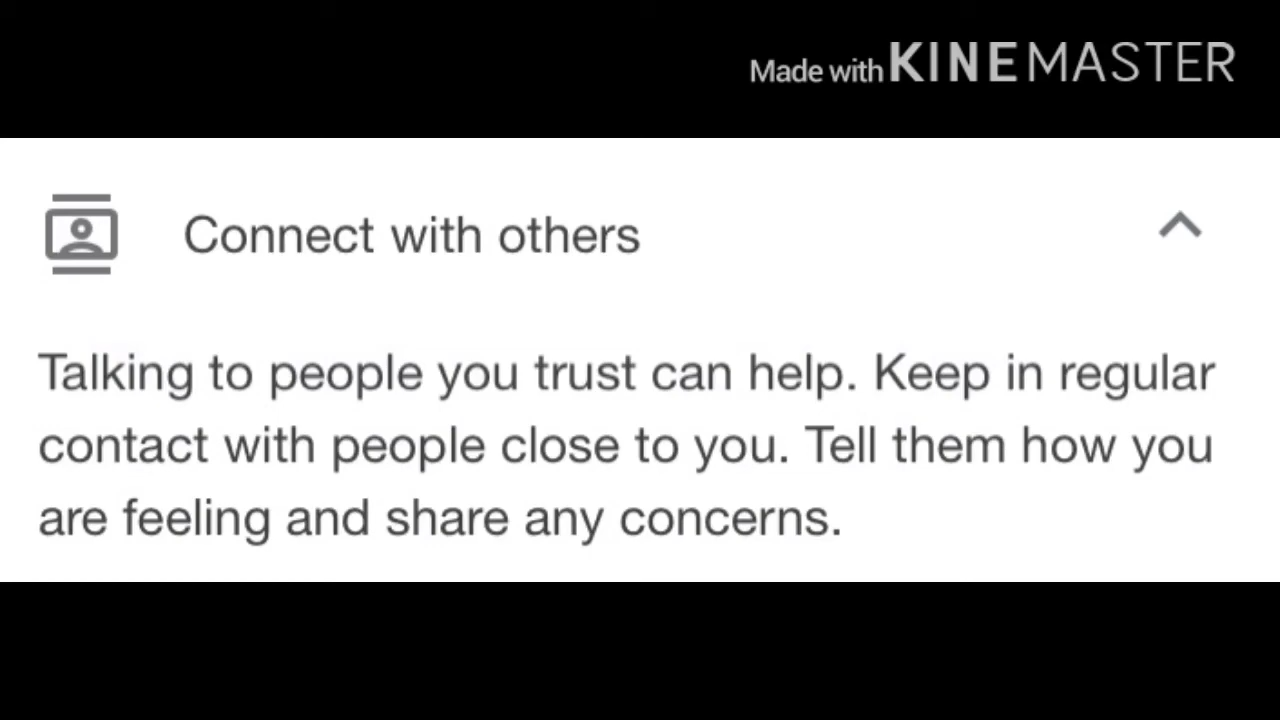 Made with KINEMASTER
Connect with others
Talking to people you trust can help. Keep in regular
contact with people close to you. Tell them how you
are feeling and share any concerns.